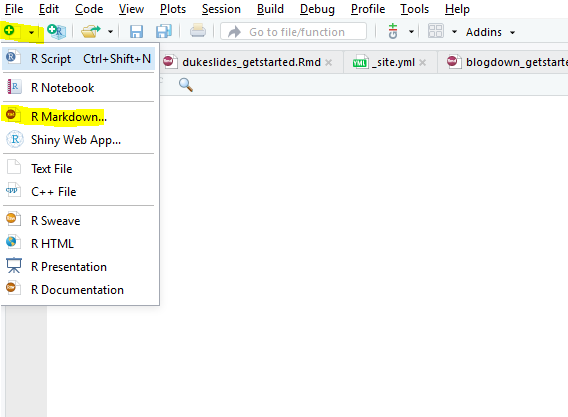 File Edit Code View Plots Session Build Debug Profile Tools Help
Go to file/function Addins
R Script Ctrl+Shift+N dukeslides_getstarted.Rmd _site.yml blogdown_getstarte
R Notebook
R Markdown...
Shiny Web App...
Text File
C++ File
R Sweave
R HTML
R Presentation
R Documentation